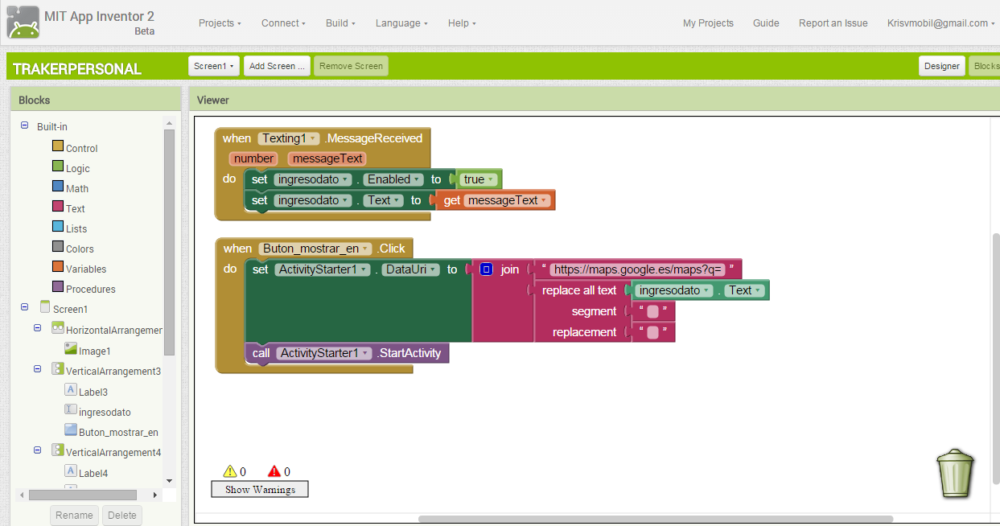 MIT App Inventor 2
Beta
Projects Connect Build Language Help My Projects Guide Report an Issue Krisvmobil@gmail.com
TRAKERPERSONAL Screen1 Add Screen ... Remove Screen Designer Blocks
Blocks
Viewer
Built-in
Control
Logic
Math
Text
Lists
Colors
Variables
Procedures
Screen1
HorizontalArrangemen
Image1
VerticalArrangement3
Label3
ingresodato
Buton_mostrar_en
VerticalArrangement4
Label4
Rename Delete
when Texting1 .MessageReceived
number messageText
do set ingresodato . Enabled to true
set ingresodato . Text to get messageText
when Buton_mostrar_en .Click
do set ActivityStarter1 . DataUri to join “ https://maps.google.es/maps?q= ”
replace all text ingresodato . Text
segment “ ”
replacement “ ”
call ActivityStarter1 .StartActivity
0 0
Show Warnings